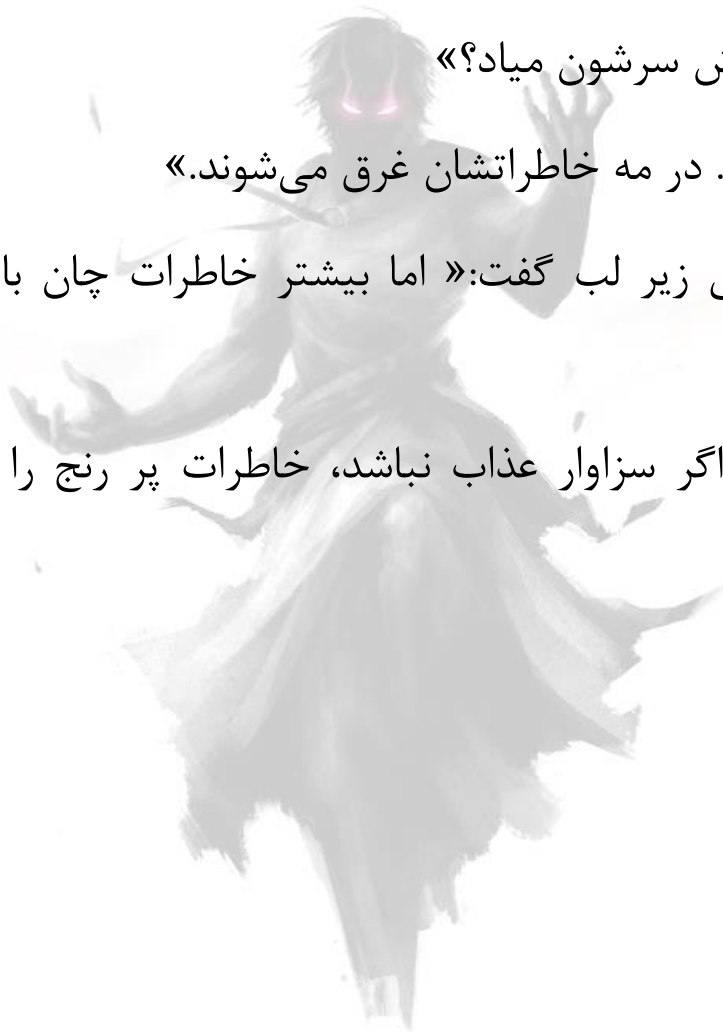 سرشون میاد؟»
. در مه خاطراتشان غرق می‌شوند.»
زیر لب گفت:« اما بیشتر خاطرات چان با
اگر سزاوار عذاب نباشد، خاطرات پر رنج را